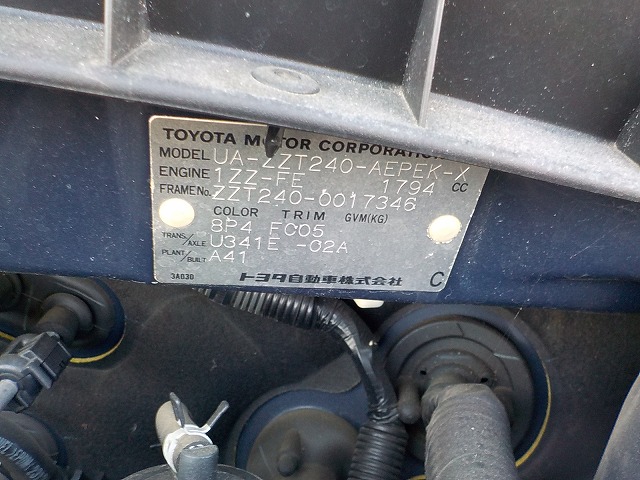 TOYOTA MOTOR CORPORATION
MODEL UA-ZZT240-AEPEK-X
ENGINE 1ZZ-FE 1794 CC
FRAME No. ZZT240-0017346
COLOR TRIM GVM(KG)
8P4 FC05
TRANS/AXLE U341E -02A
PLANT/BUILT A41
3A030 トヨタ自動車株式会社 C